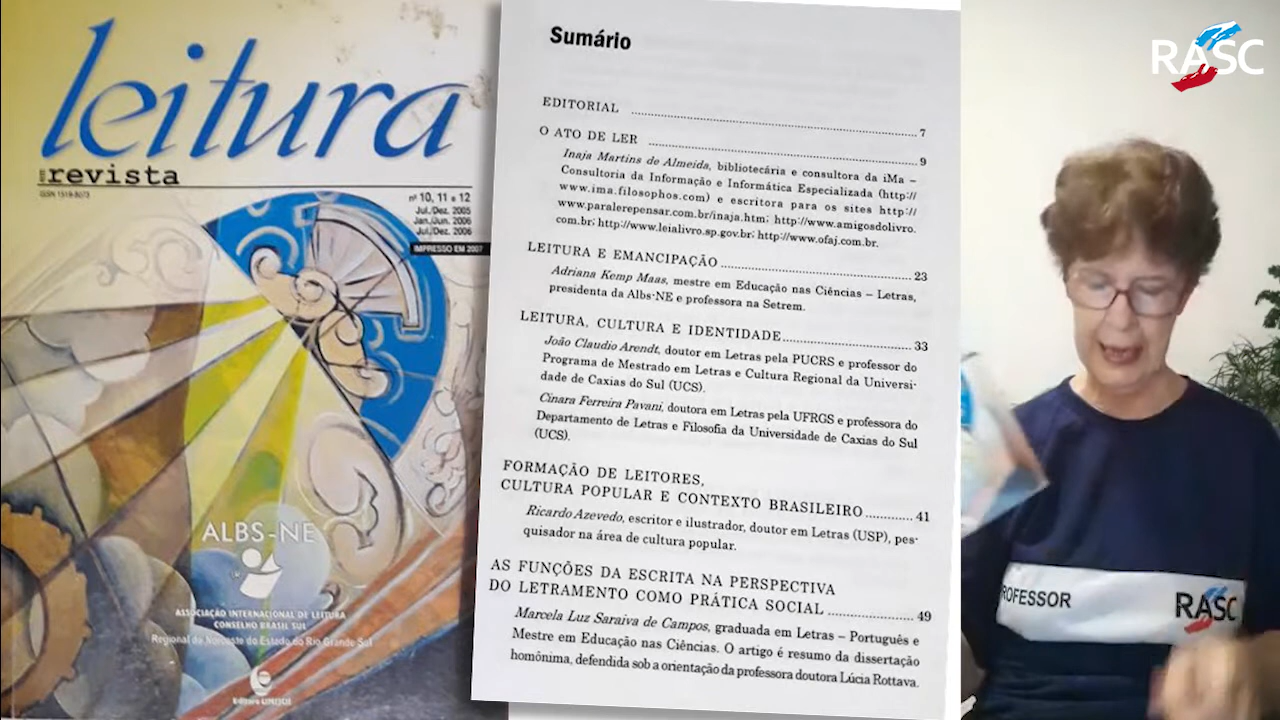 leitura
revista
ISSN 1519-8073
nº 10, 11 e 12
Jul./Dez. 2005
Jan./Jun. 2006
Jul./Dez. 2006
IMPRESSO EM 2007
ALBS-NE
ASSOCIAÇÃO INTERNACIONAL DE LEITURA
CONSELHO BRASIL SUL
Regional do Noroeste do Estado do Rio Grande Sul
Editora UNISUL
Sumário
EDITORIAL ........ 7
O ATO DE LER ........ 9
Inaja Martins de Almeida, bibliotecária e consultora da iMa –
Consultoria da Informação e Informática Especializada (http://
www.ima.filosophos.com) e escritora para os sites http://
www.paralerepensar.com.br/inaja.htm; http://www.amigosdolivro.
com.br; http://www.leialivro.sp.gov.br; http://www.ofaj.com.br.
LEITURA E EMANCIPAÇÃO ........ 23
Adriana Kemp Maas, mestre em Educação nas Ciências – Letras,
presidenta da Albs-NE e professora na Setrem.
LEITURA, CULTURA E IDENTIDADE ........ 33
João Claudio Arendt, doutor em Letras pela PUCRS e professor do
Programa de Mestrado em Letras e Cultura Regional da Universi-
dade de Caxias do Sul (UCS).
Cinara Ferreira Pavani, doutora em Letras pela UFRGS e professora do
Departamento de Letras e Filosofia da Universidade de Caxias do Sul
(UCS).
FORMAÇÃO DE LEITORES,
CULTURA POPULAR E CONTEXTO BRASILEIRO ........ 41
Ricardo Azevedo, escritor e ilustrador, doutor em Letras (USP), pes-
quisador na área de cultura popular.
AS FUNÇÕES DA ESCRITA NA PERSPECTIVA
DO LETRAMENTO COMO PRÁTICA SOCIAL ........ 49
Marcela Luz Saraiva de Campos, graduada em Letras – Português e
Mestre em Educação nas Ciências. O artigo é resumo da dissertação
homônima, defendida sob a orientação da professora doutora Lúcia Rottava.
RASC
ROFESSOR
RASC